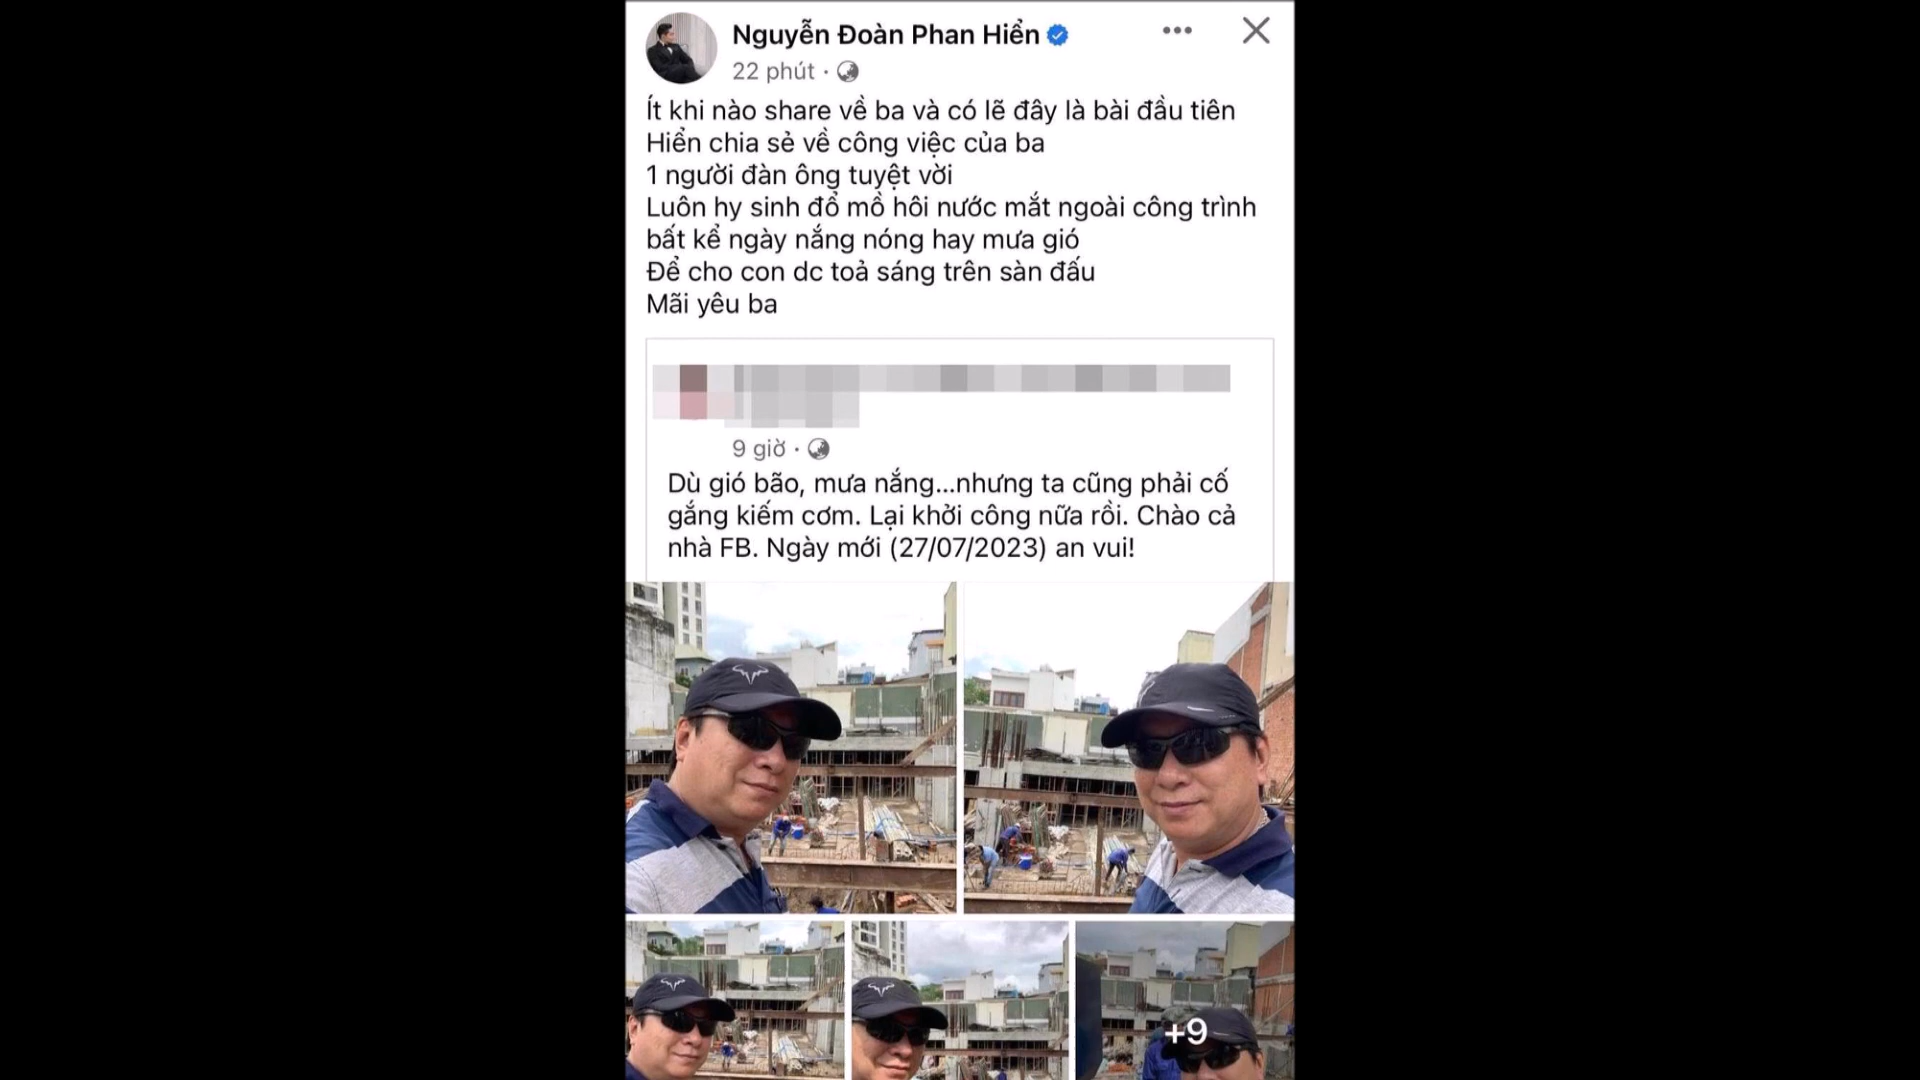 Nguyễn Đoàn Phan Hiển
22 phút ·
Ít khi nào share về ba và có lẽ đây là bài đầu tiên
Hiển chia sẻ về công việc của ba
1 người đàn ông tuyệt vời
Luôn hy sinh đổ mồ hôi nước mắt ngoài công trình
bất kể ngày nắng nóng hay mưa gió
Để cho con dc toả sáng trên sàn đấu
Mãi yêu ba
9 giờ ·
Dù gió bão, mưa nắng...nhưng ta cũng phải cố
gắng kiếm cơm. Lại khởi công nữa rồi. Chào cả
nhà FB. Ngày mới (27/07/2023) an vui!
+9